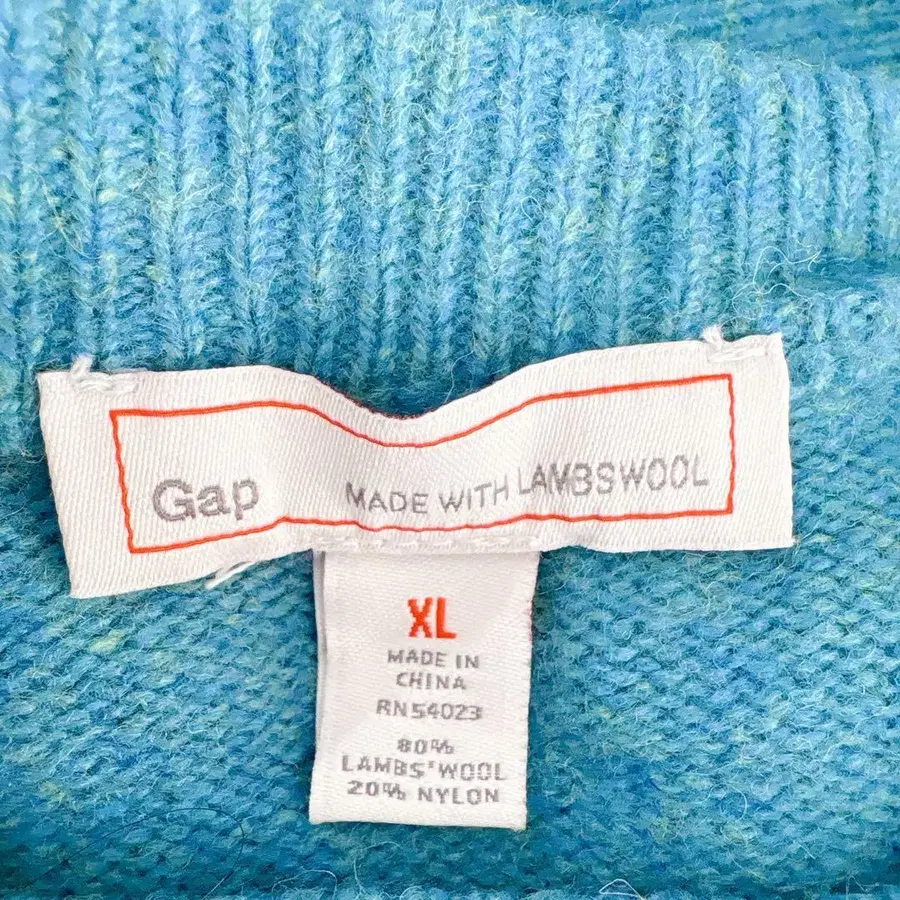 Gap MADE WITH LAMBSWOOL
XL
MADE IN
CHINA
RN54023
80%
LAMBS'WOOL
20% NYLON